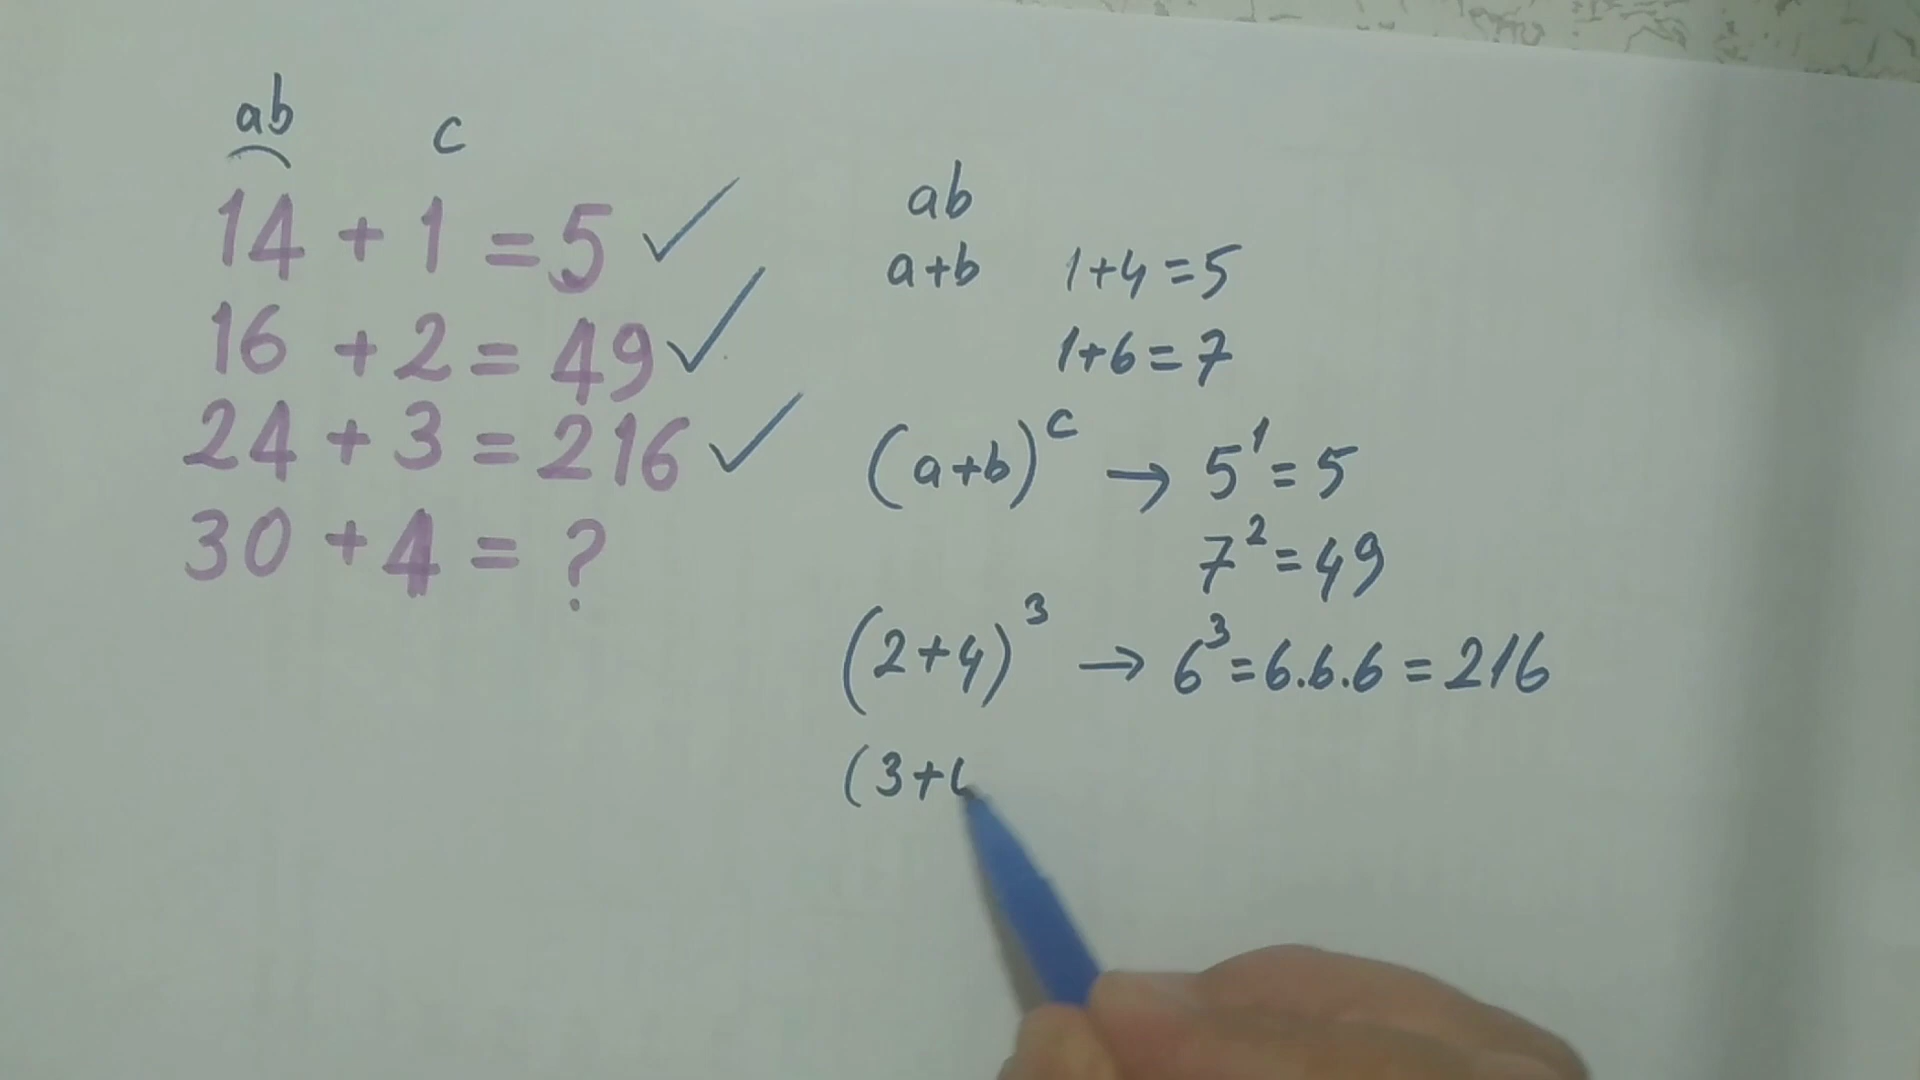 ab c
14 + 1 = 5 ✓
16 + 2 = 49 ✓
24 + 3 = 216 ✓
30 + 4 = ?
ab
a+b 1+4=5
1+6=7
(a+b)^c → 5^1=5
7^2=49
(2+4)^3 → 6^3=6.6.6=216
(3+